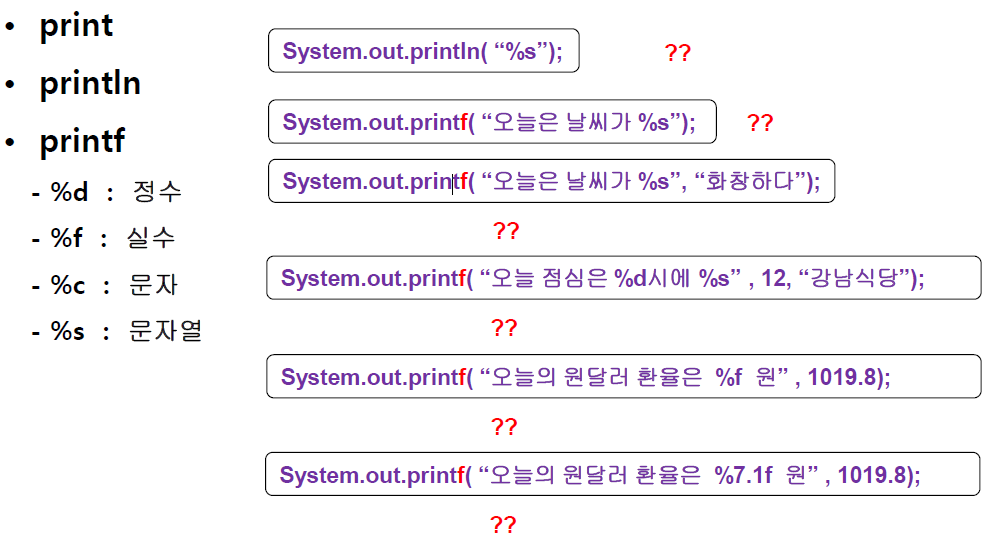 • print
• println
• printf
- %d : 정수
- %f : 실수
- %c : 문자
- %s : 문자열
System.out.println( “%s”);
??
System.out.printf( “오늘은 날씨가 %s”);
??
System.out.printf( “오늘은 날씨가 %s”, “화창하다”);
??
System.out.printf( “오늘 점심은 %d시에 %s” , 12, “강남식당”);
??
System.out.printf( “오늘의 원달러 환율은  %f  원” , 1019.8);
??
System.out.printf( “오늘의 원달러 환율은  %7.1f  원” , 1019.8);
??